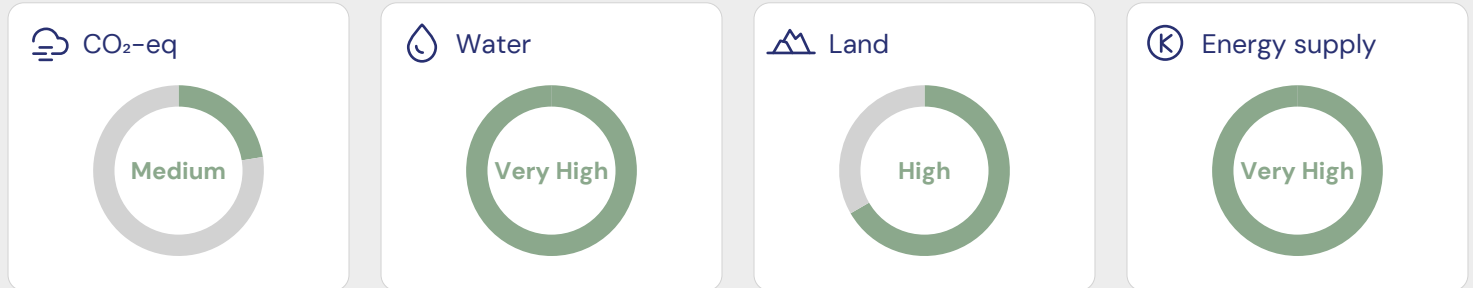 CO₂-eq
Medium
Water
Very High
Land
High
Energy supply
Very High